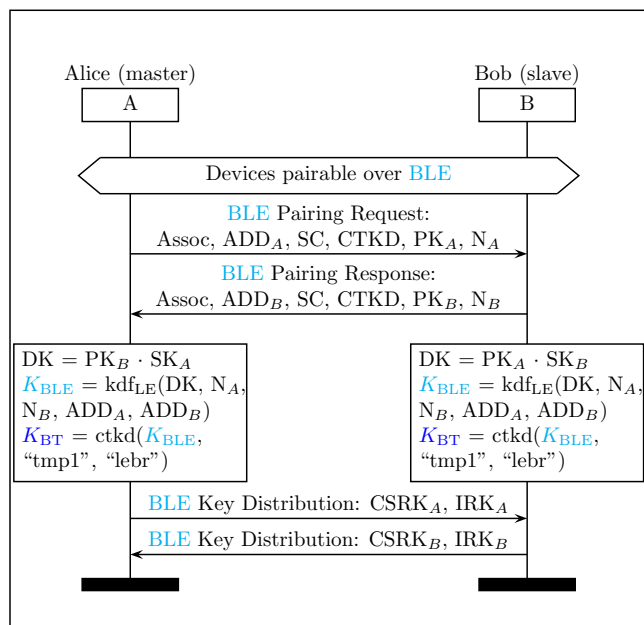 Alice (master)
Bob (slave)
A
B
Devices pairable over BLE
BLE Pairing Request:
Assoc, ADD_A, SC, CTKD, PK_A, N_A
BLE Pairing Response:
Assoc, ADD_B, SC, CTKD, PK_B, N_B
DK = PK_B · SK_A
K_BLE = kdf_LE(DK, N_A,
N_B, ADD_A, ADD_B)
K_BT = ctkd(K_BLE,
“tmp1”, “lebr”)
DK = PK_A · SK_B
K_BLE = kdf_LE(DK, N_A,
N_B, ADD_A, ADD_B)
K_BT = ctkd(K_BLE,
“tmp1”, “lebr”)
BLE Key Distribution: CSRK_A, IRK_A
BLE Key Distribution: CSRK_B, IRK_B